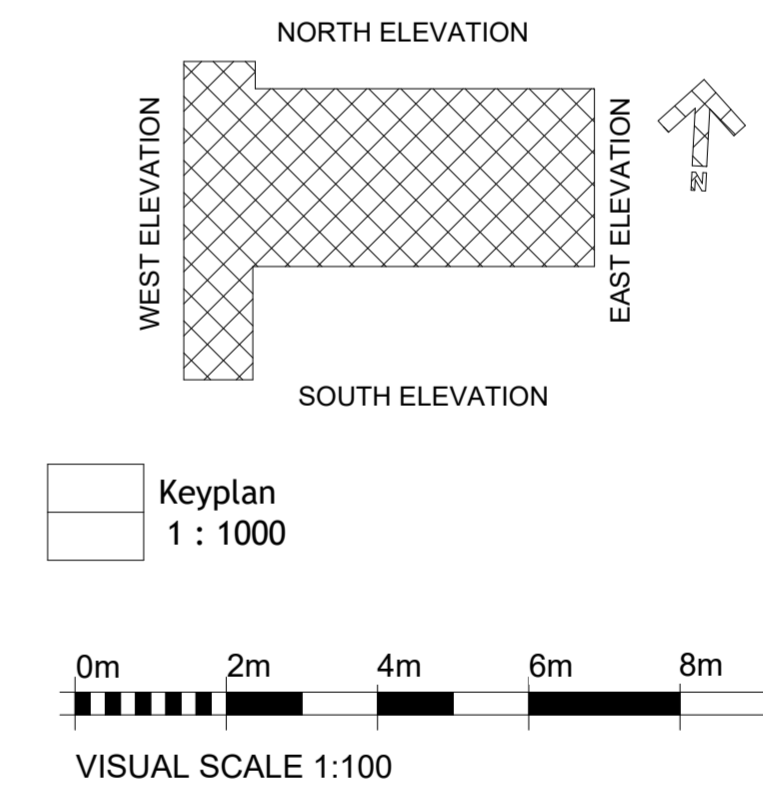 NORTH ELEVATION
WEST ELEVATION
EAST ELEVATION
N
SOUTH ELEVATION
Keyplan
1 : 1000
0m 2m 4m 6m 8m
VISUAL SCALE 1:100